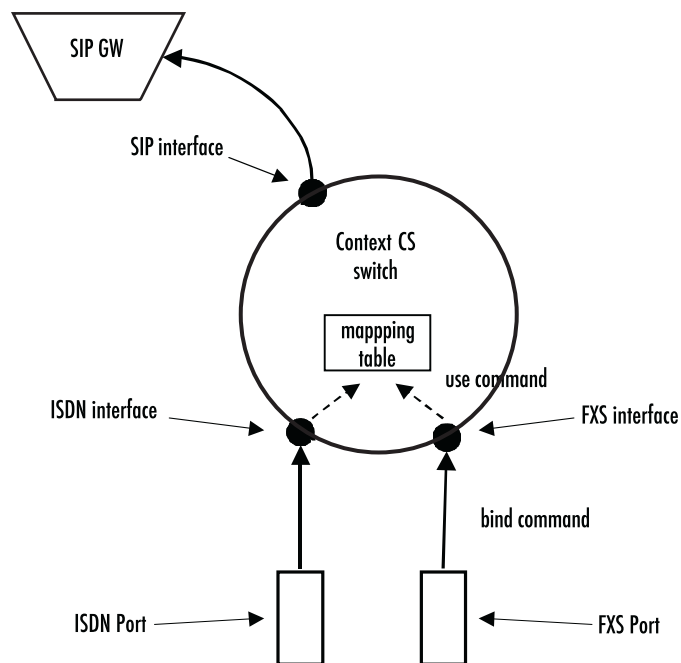 SIP GW
SIP interface
Context CS
switch
mappping
table
use command
ISDN interface
FXS interface
bind command
ISDN Port
FXS Port